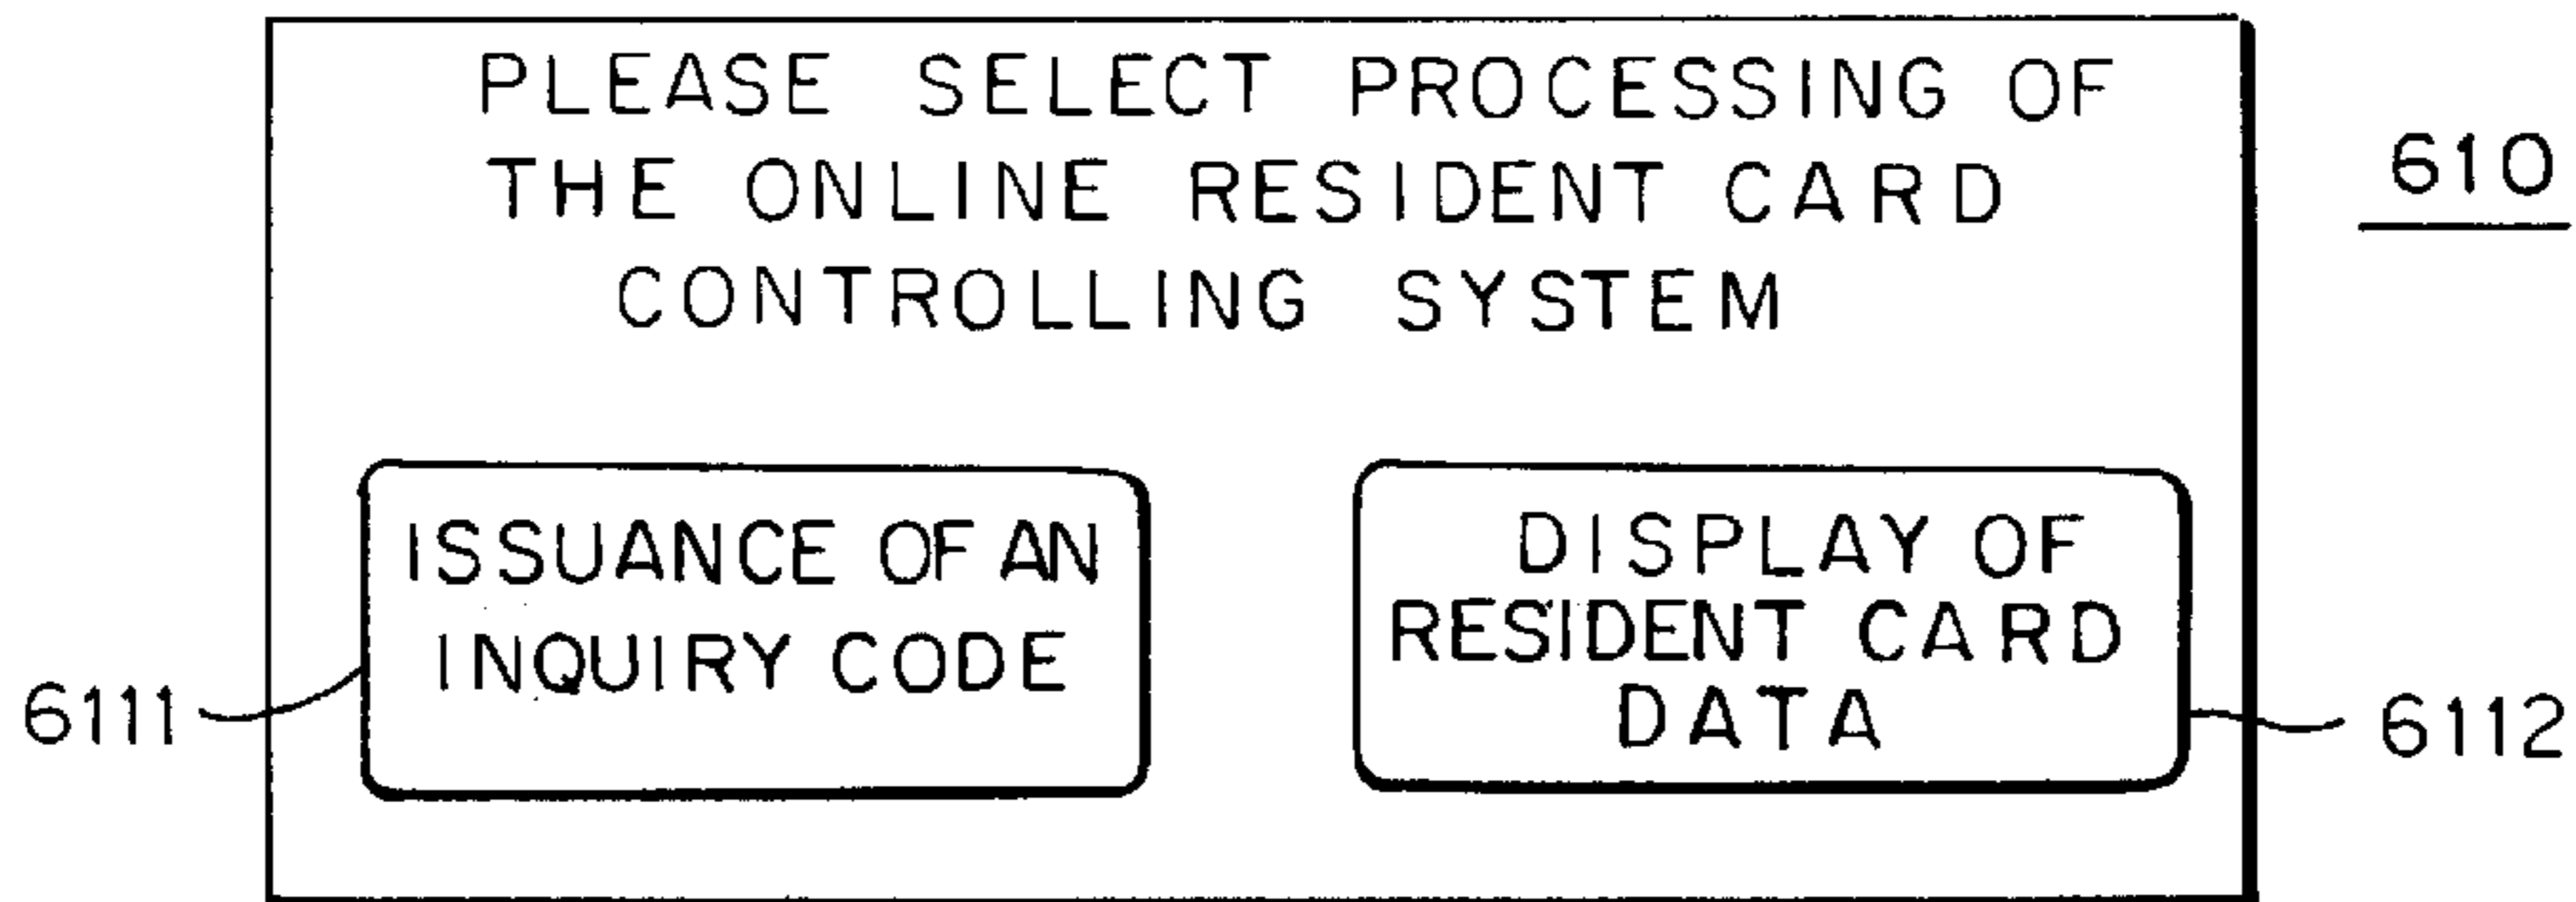 PLEASE SELECT PROCESSING OF
THE ONLINE RESIDENT CARD
CONTROLLING SYSTEM
610
ISSUANCE OF AN
INQUIRY CODE
DISPLAY OF
RESIDENT CARD
DATA
6111
6112